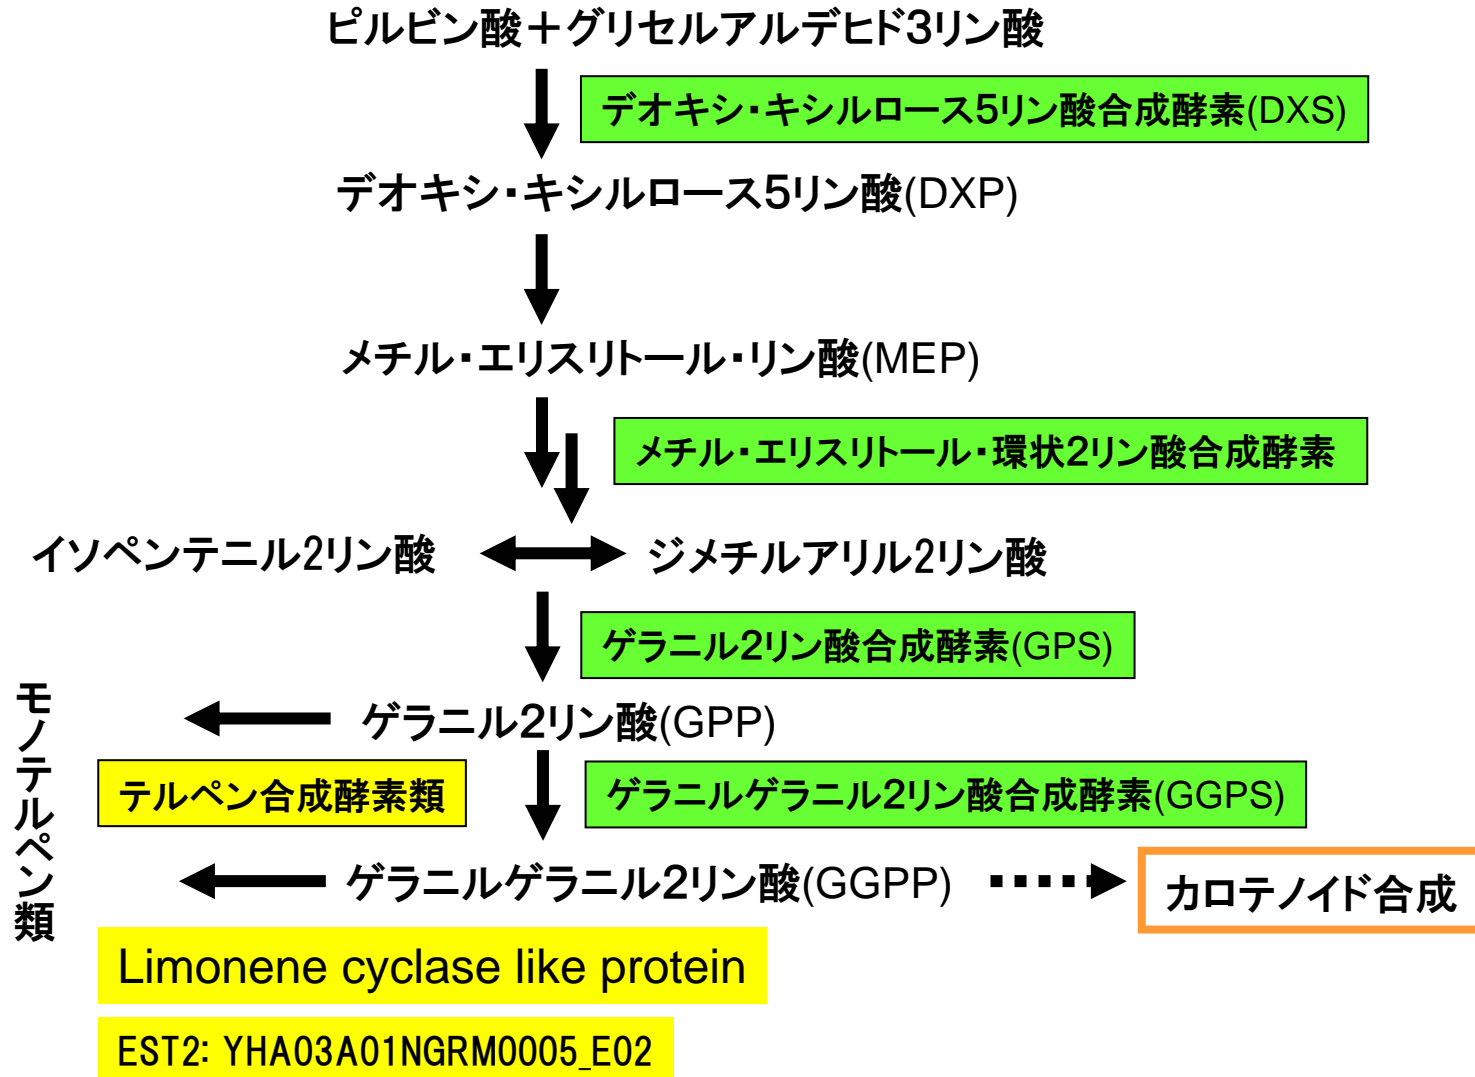 ピルビン酸＋グリセルアルデヒド3リン酸
デオキシ・キシルロース5リン酸合成酵素(DXS)
デオキシ・キシルロース5リン酸(DXP)
メチル・エリスリトール・リン酸(MEP)
メチル・エリスリトール・環状2リン酸合成酵素
イソペンテニル2リン酸
ジメチルアリル2リン酸
ゲラニル2リン酸合成酵素(GPS)
モノテルペン類
ゲラニル2リン酸(GPP)
テルペン合成酵素類
ゲラニルゲラニル2リン酸合成酵素(GGPS)
ゲラニルゲラニル2リン酸(GGPP)
カロテノイド合成
Limonene cyclase like protein
EST2: YHA03A01NGRM0005_E02